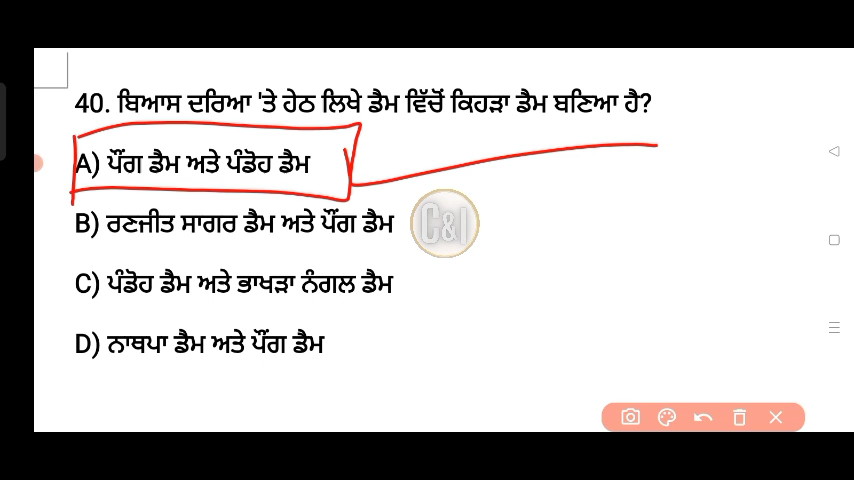 40. ਬਿਆਸ ਦਰਿਆ 'ਤੇ ਹੇਠ ਲਿਖੇ ਡੈਮ ਵਿੱਚੋਂ ਕਿਹੜਾ ਡੈਮ ਬਣਿਆ ਹੈ?
A) ਪੌਂਗ ਡੈਮ ਅਤੇ ਪੰਡੋਹ ਡੈਮ
B) ਰਣਜੀਤ ਸਾਗਰ ਡੈਮ ਅਤੇ ਪੌਂਗ ਡੈਮ
C&I
C) ਪੰਡੋਹ ਡੈਮ ਅਤੇ ਭਾਖੜਾ ਨੰਗਲ ਡੈਮ
D) ਨਾਥਪਾ ਡੈਮ ਅਤੇ ਪੌਂਗ ਡੈਮ